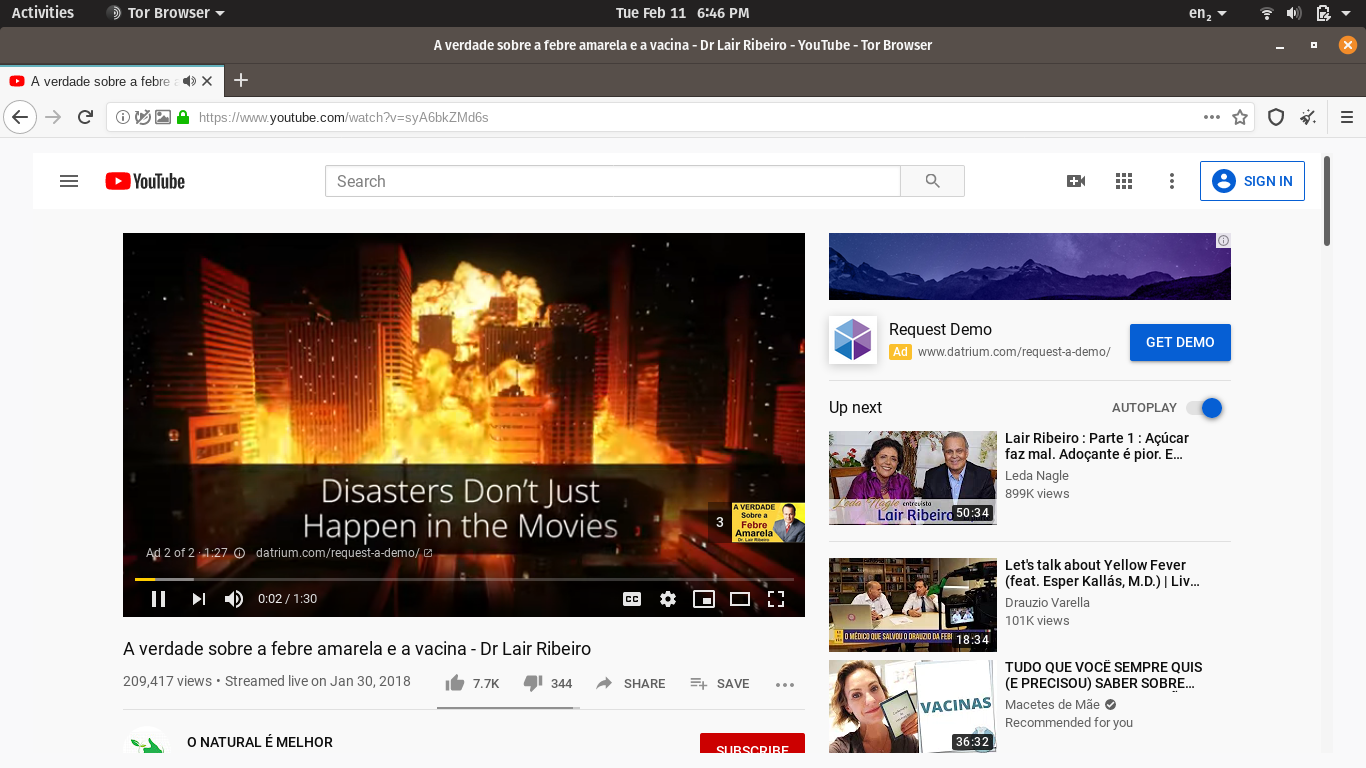 Activities
Tor Browser
Tue Feb 11 6:46 PM
en₂
A verdade sobre a febre amarela e a vacina - Dr Lair Ribeiro - YouTube - Tor Browser
A verdade sobre a febre a
https://www.youtube.com/watch?v=syA6bkZMd6s
YouTube
Search
SIGN IN
Disasters Don't Just
Happen in the Movies
3
A VERDADE
Sobre a
Febre
Amarela
Dr. Lair Ribeiro
Ad 2 of 2 · 1:27
datrium.com/request-a-demo/
0:02 / 1:30
CC
A verdade sobre a febre amarela e a vacina - Dr Lair Ribeiro
209,417 views • Streamed live on Jan 30, 2018
7.7K
344
SHARE
SAVE
O NATURAL É MELHOR
SUBSCRIBE
Request Demo
Ad www.datrium.com/request-a-demo/
GET DEMO
Up next
AUTOPLAY
Leda Nagle entrevista
Lair Ribeiro
50:34
Lair Ribeiro : Parte 1 : Açúcar
faz mal. Adoçante é pior. E...
Leda Nagle
899K views
O MÉDICO QUE SALVOU O DRAUZIO DA FEB
18:34
Let's talk about Yellow Fever
(feat. Esper Kallás, M.D.) | Liv...
Drauzio Varella
101K views
VACINAS
36:32
TUDO QUE VOCÊ SEMPRE QUIS
(E PRECISOU) SABER SOBRE...
Macetes de Mãe
Recommended for you